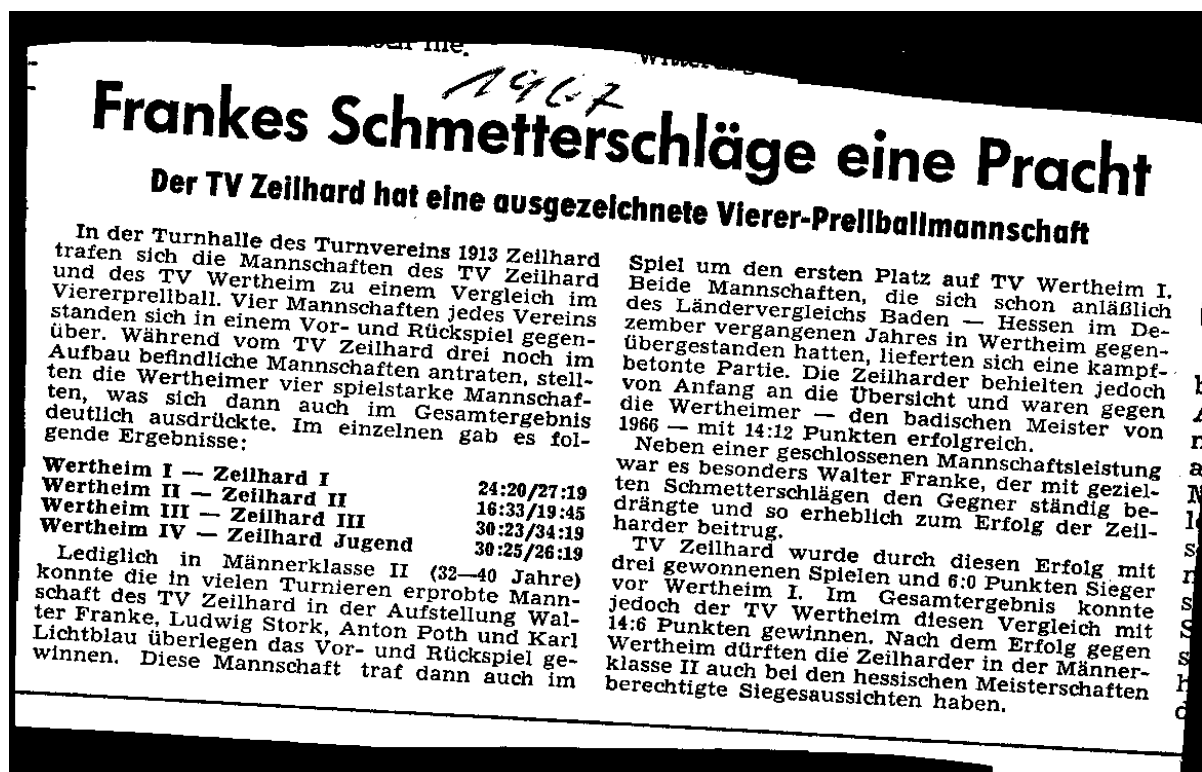 1967
Frankes Schmetterschläge eine Pracht
Der TV Zeilhard hat eine ausgezeichnete Vierer-Prellballmannschaft
In der Turnhalle des Turnvereins 1913 Zeilhard
trafen sich die Mannschaften des TV Zeilhard
und des TV Wertheim zu einem Vergleich im
Viererprellball. Vier Mannschaften jedes Vereins
standen sich in einem Vor- und Rückspiel gegen-
über. Während vom TV Zeilhard drei noch im
Aufbau befindliche Mannschaften antraten, stell-
ten die Wertheimer vier spielstarke Mannschaf-
ten, was sich dann auch im Gesamtergebnis
deutlich ausdrückte. Im einzelnen gab es fol-
gende Ergebnisse:
Wertheim I — Zeilhard I 24:20/27:19
Wertheim II — Zeilhard II 16:33/19:45
Wertheim III — Zeilhard III 30:23/34:19
Wertheim IV — Zeilhard Jugend 30:25/26:19
Lediglich in Männerklasse II (32—40 Jahre)
konnte die in vielen Turnieren erprobte Mann-
schaft des TV Zeilhard in der Aufstellung Wal-
ter Franke, Ludwig Stork, Anton Poth und Karl
Lichtblau überlegen das Vor- und Rückspiel ge-
winnen. Diese Mannschaft traf dann auch im
Spiel um den ersten Platz auf TV Wertheim I.
Beide Mannschaften, die sich schon anläßlich
des Ländervergleichs Baden — Hessen im De-
zember vergangenen Jahres in Wertheim gegen-
übergestanden hatten, lieferten sich eine kampf-
betonte Partie. Die Zeilharder behielten jedoch
von Anfang an die Übersicht und waren gegen
die Wertheimer — den badischen Meister von
1966 — mit 14:12 Punkten erfolgreich.
Neben einer geschlossenen Mannschaftsleistung
war es besonders Walter Franke, der mit geziel-
ten Schmetterschlägen den Gegner ständig be-
drängte und so erheblich zum Erfolg der Zeil-
harder beitrug.
TV Zeilhard wurde durch diesen Erfolg mit
drei gewonnenen Spielen und 6:0 Punkten Sieger
vor Wertheim I. Im Gesamtergebnis konnte
jedoch der TV Wertheim diesen Vergleich mit
14:6 Punkten gewinnen. Nach dem Erfolg gegen
Wertheim dürften die Zeilharder in der Männer-
klasse II auch bei den hessischen Meisterschaften
berechtigte Siegesaussichten haben.